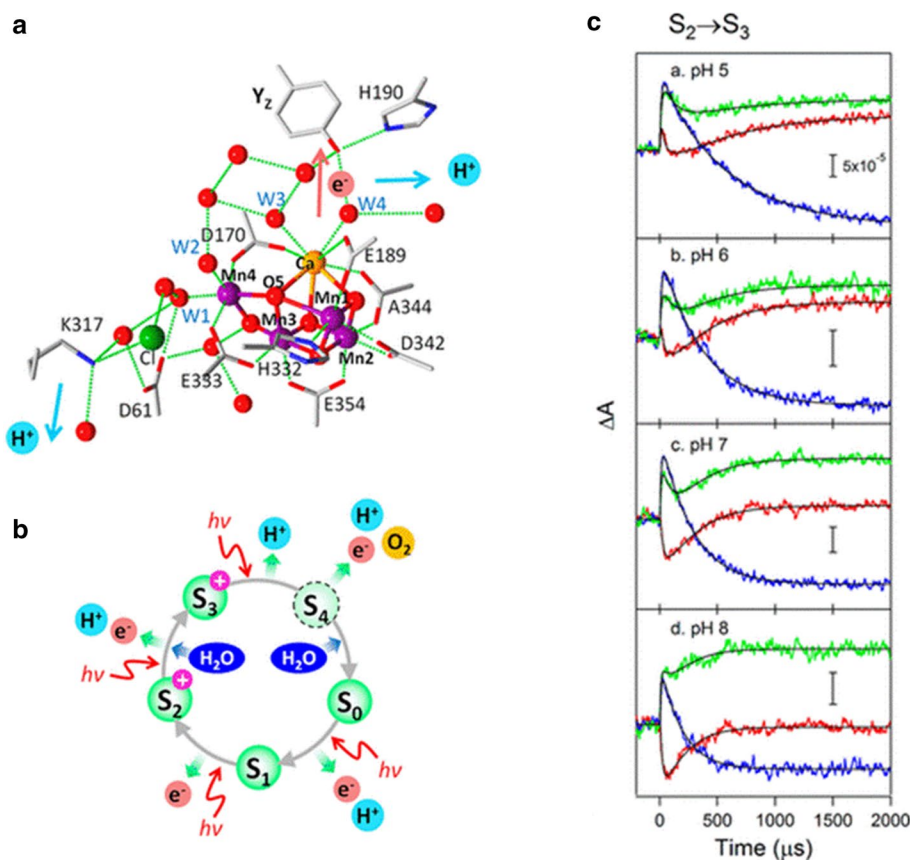 a
Y_Z
H190
e⁻
H⁺
W3
W4
W2
D170
Ca
E189
Mn4
O5
Mn1
A344
W1
Mn3
K317
Cl
Mn2
D342
E333
H332
D61
E354
H⁺
b
hν
H⁺
H⁺
e⁻
O₂
S₃
+
S₄
H⁺
e⁻
H₂O
H₂O
hν
S₂
+
S₀
S₁
hν
e⁻
e⁻
H⁺
hν
c
S₂→S₃
a. pH 5
5x10⁻⁵
b. pH 6
ΔA
c. pH 7
d. pH 8
0 500 1000 1500 2000
Time (μs)